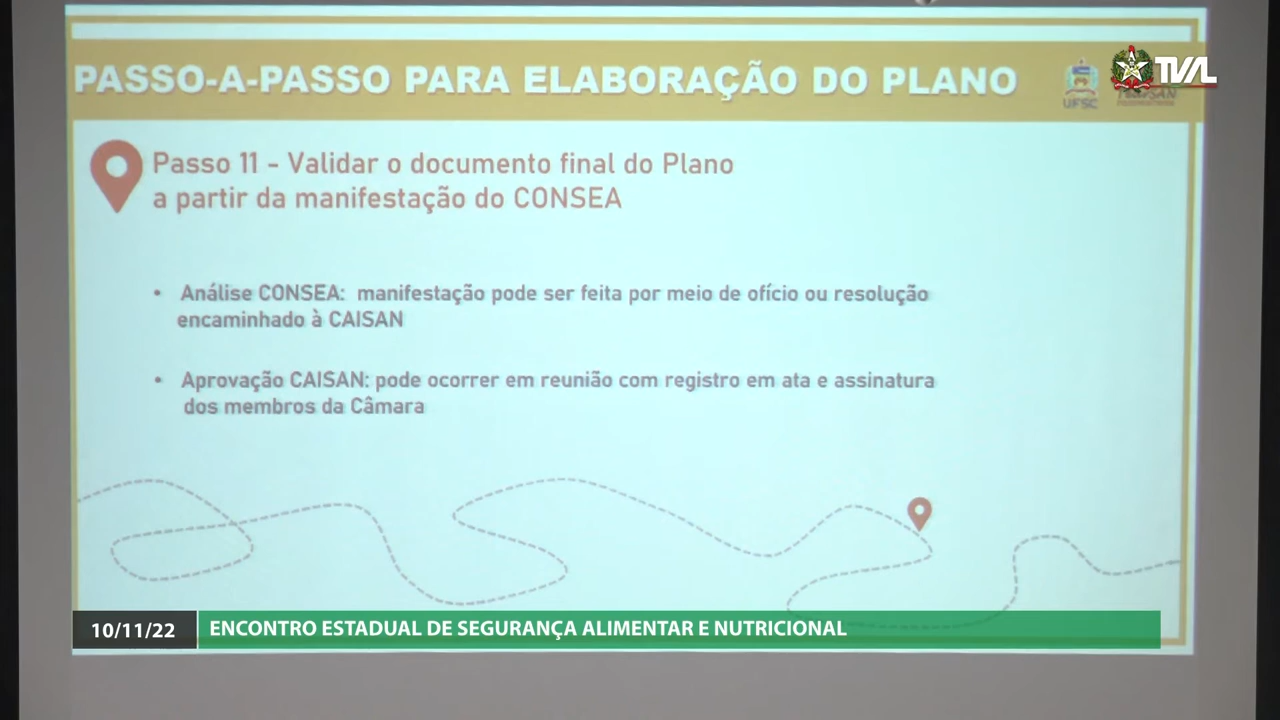 PASSO-A-PASSO PARA ELABORAÇÃO DO PLANO
UFSC
TVAL
Passo 11 - Validar o documento final do Plano
a partir da manifestação do CONSEA
• Análise CONSEA: manifestação pode ser feita por meio de ofício ou resolução
encaminhado à CAISAN
• Aprovação CAISAN: pode ocorrer em reunião com registro em ata e assinatura
dos membros da Câmara
10/11/22
ENCONTRO ESTADUAL DE SEGURANÇA ALIMENTAR E NUTRICIONAL